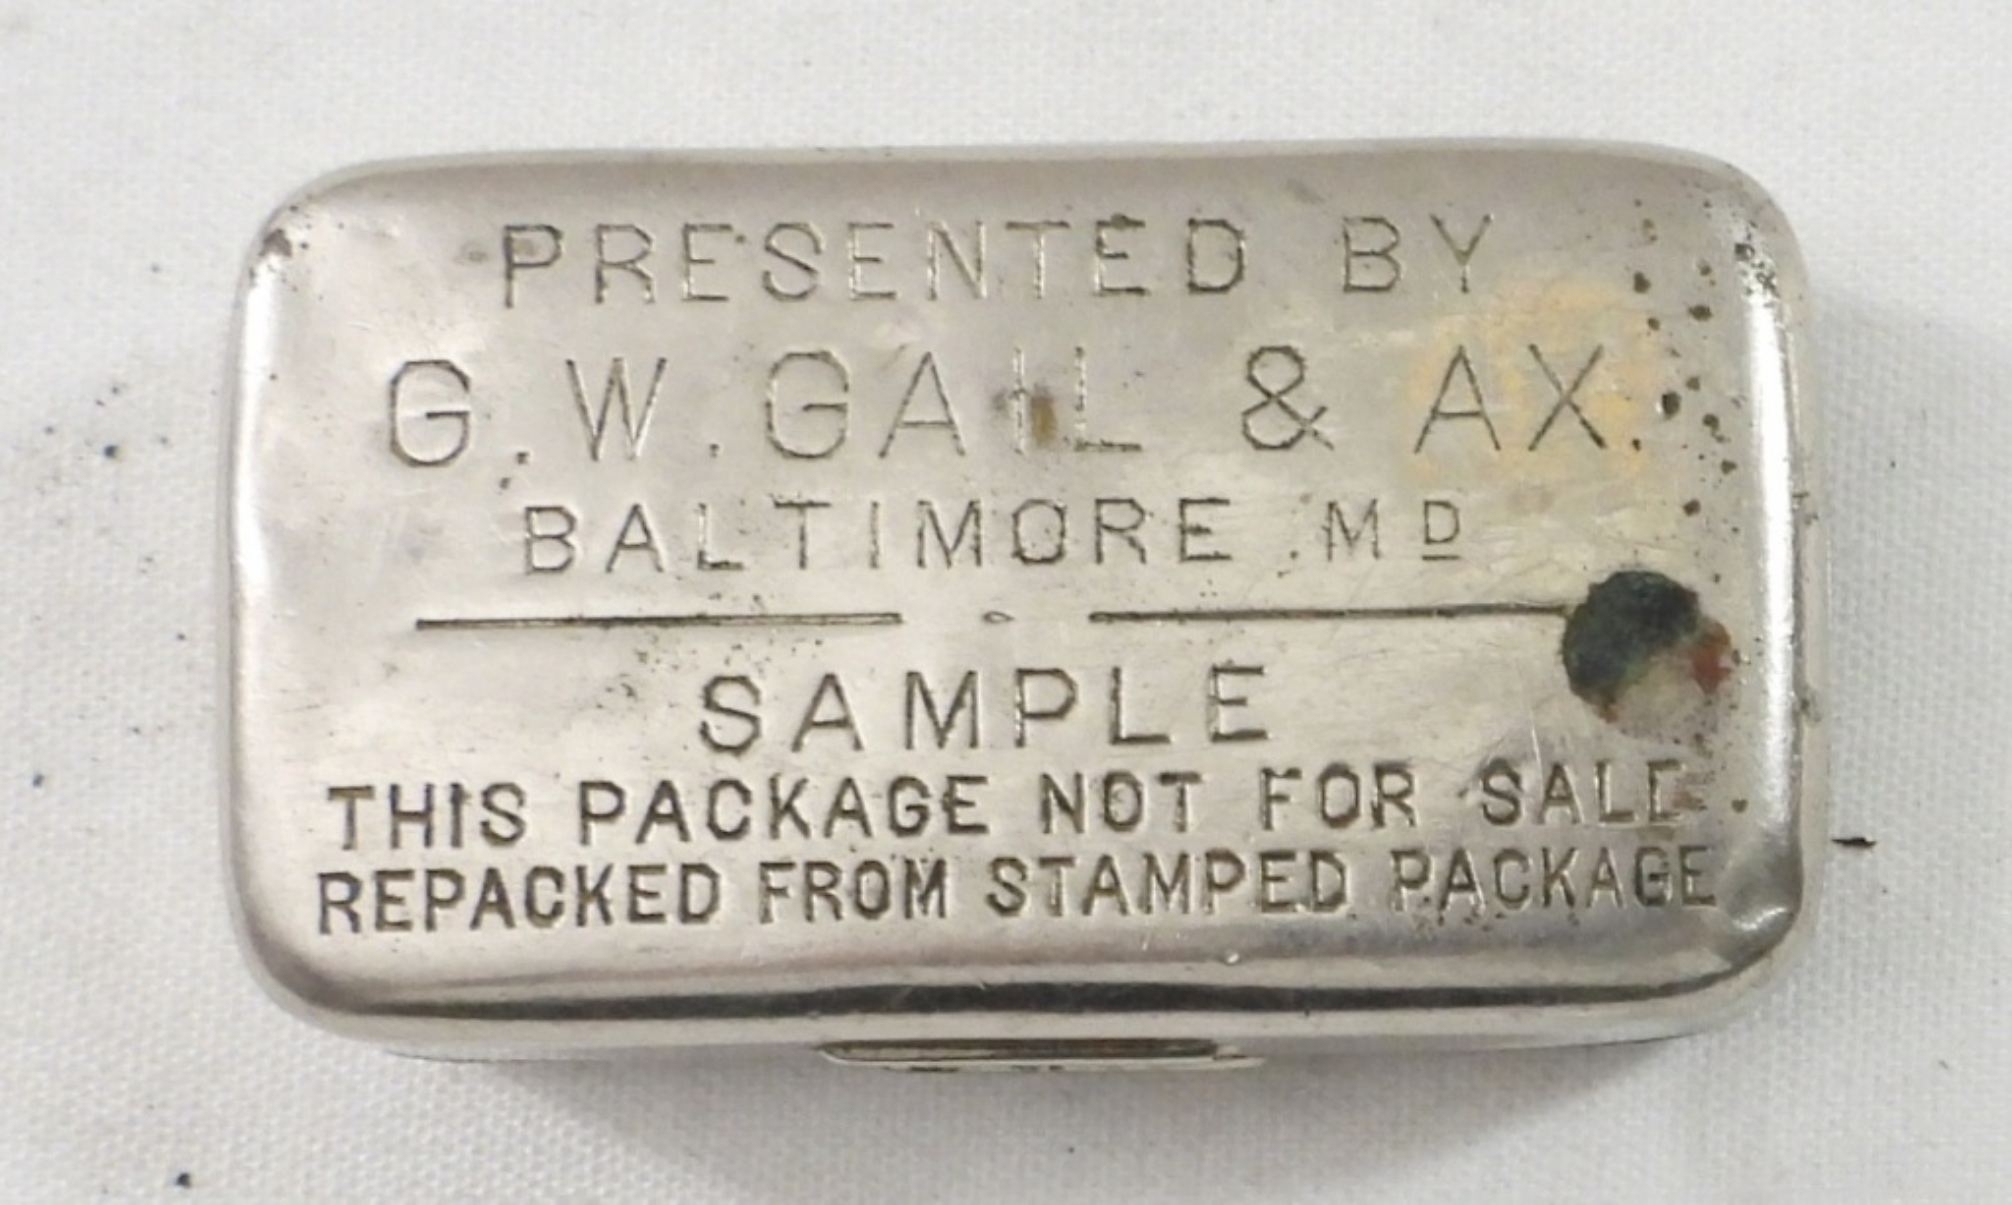 PRESENTED BY
G.W.GAIL & AX.
BALTIMORE.MD
SAMPLE
THIS PACKAGE NOT FOR SALE
REPACKED FROM STAMPED PACKAGE